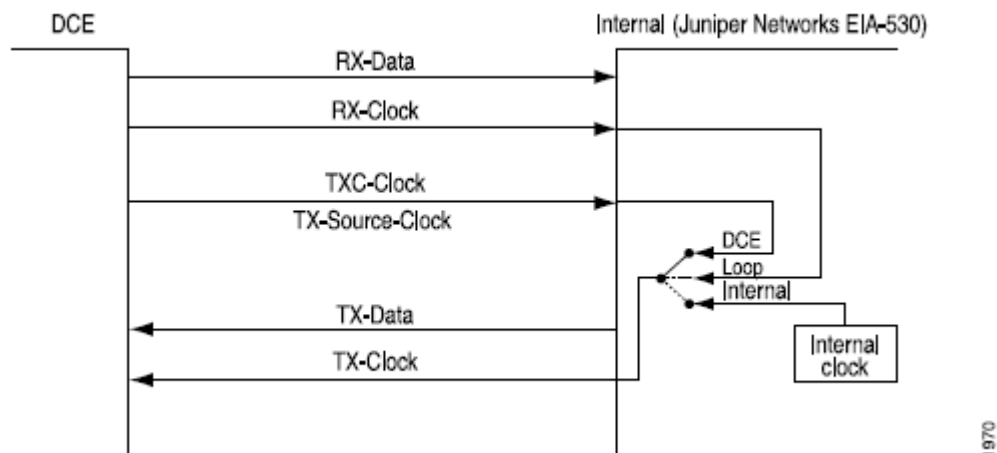 DCE
Internal (Juniper Networks EIA-530)
RX-Data
RX-Clock
TXC-Clock
TX-Source-Clock
DCE
Loop
Internal
TX-Data
TX-Clock
Internal
clock
1970